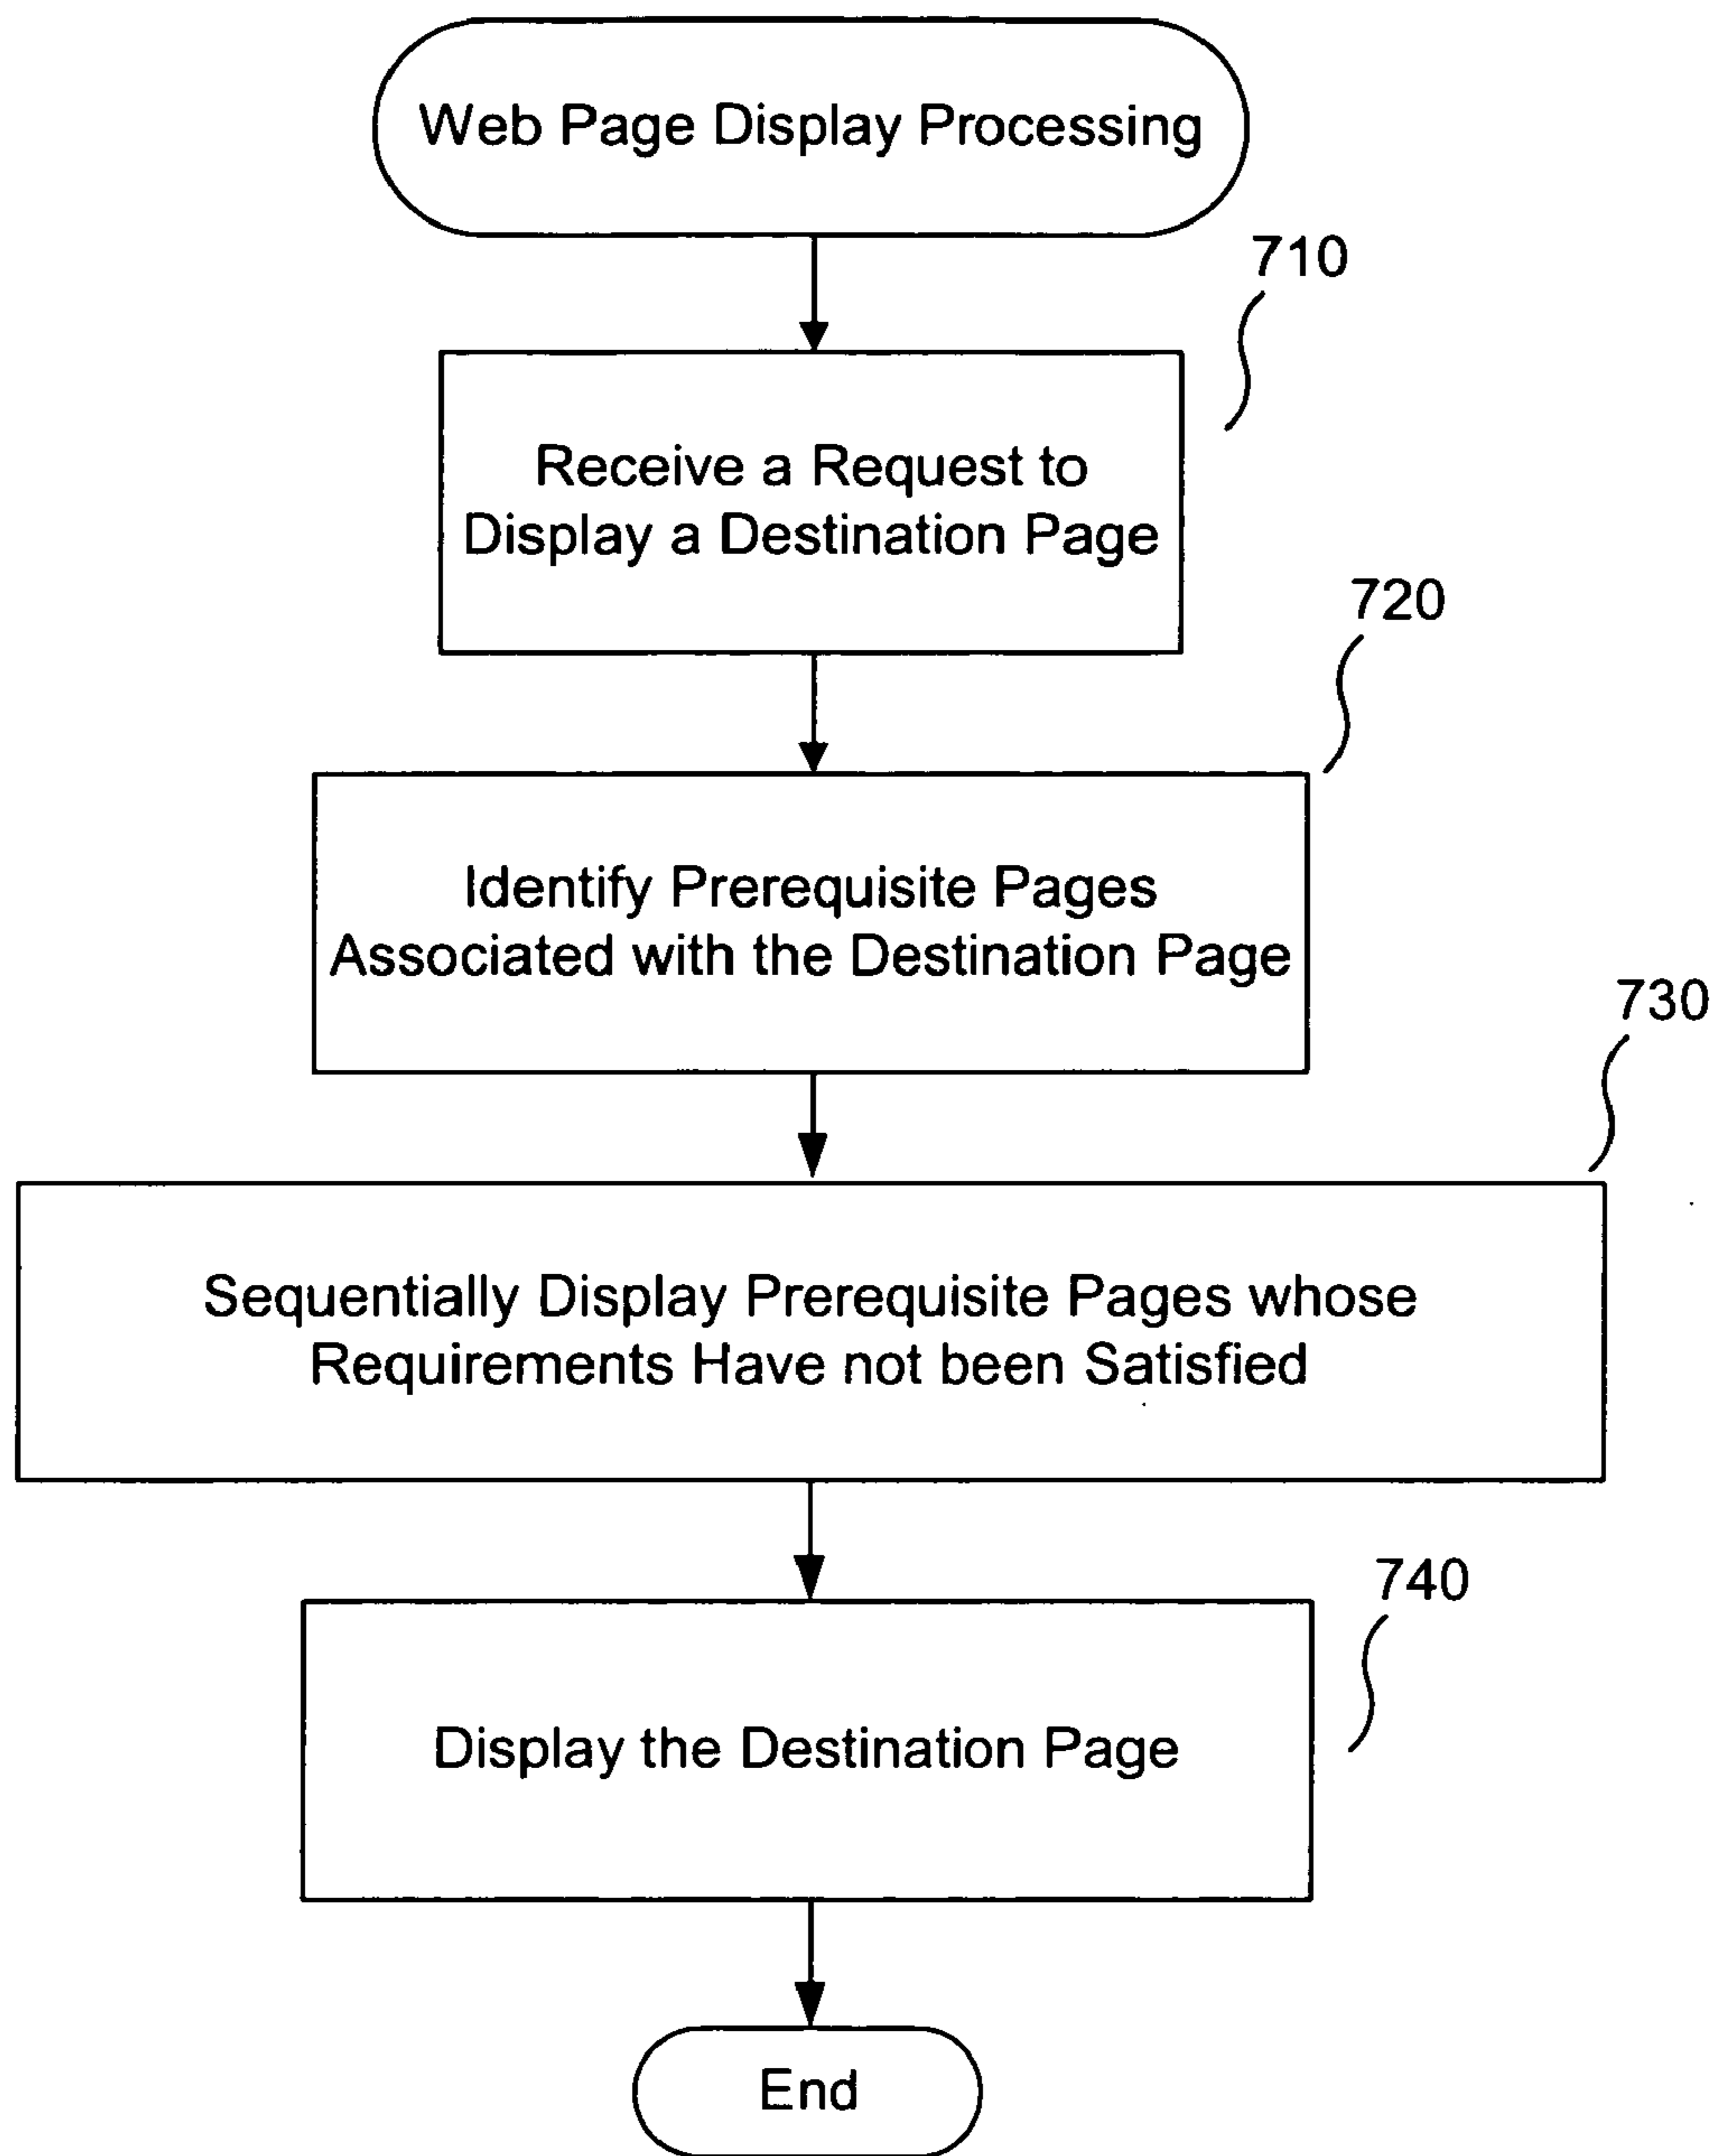 Web Page Display Processing
710
Receive a Request to
Display a Destination Page
720
Identify Prerequisite Pages
Associated with the Destination Page
730
Sequentially Display Prerequisite Pages whose
Requirements Have not been Satisfied
740
Display the Destination Page
End